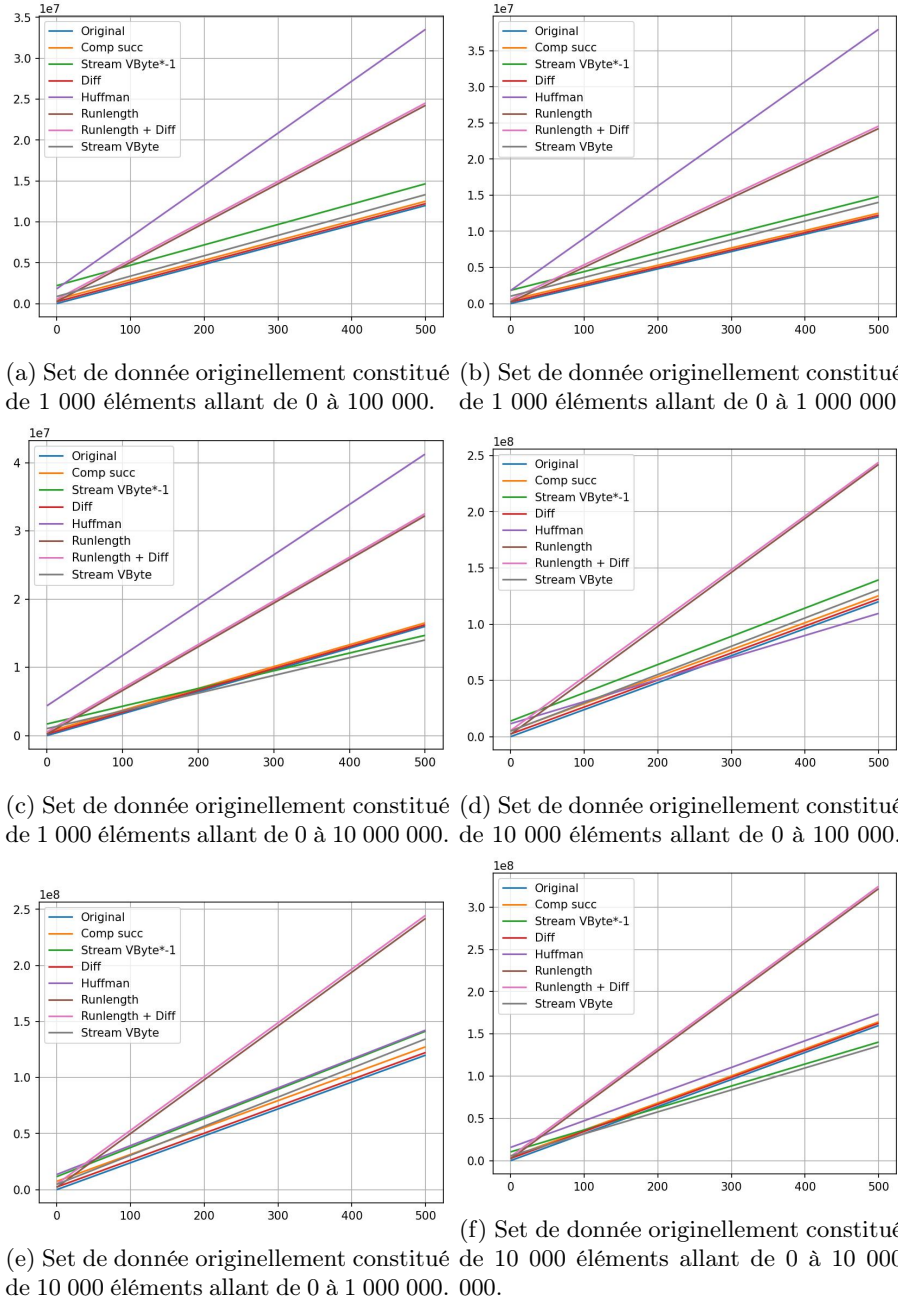 1e7
3.5
3.0
2.5
2.0
1.5
1.0
0.5
0.0
0 100 200 300 400 500
Original
Comp succ
Stream VByte*-1
Diff
Huffman
Runlength
Runlength + Diff
Stream VByte
(a) Set de donnée originellement constitué
de 1 000 éléments allant de 0 à 100 000.
1e7
3.5
3.0
2.5
2.0
1.5
1.0
0.5
0.0
0 100 200 300 400 500
Original
Comp succ
Stream VByte*-1
Diff
Huffman
Runlength
Runlength + Diff
Stream VByte
(b) Set de donnée originellement constitué
de 1 000 éléments allant de 0 à 1 000 000
1e7
4
3
2
1
0
0 100 200 300 400 500
Original
Comp succ
Stream VByte*-1
Diff
Huffman
Runlength
Runlength + Diff
Stream VByte
(c) Set de donnée originellement constitué
de 1 000 éléments allant de 0 à 10 000 000.
1e8
2.5
2.0
1.5
1.0
0.5
0.0
0 100 200 300 400 500
Original
Comp succ
Stream VByte*-1
Diff
Huffman
Runlength
Runlength + Diff
Stream VByte
(d) Set de donnée originellement constitué
de 10 000 éléments allant de 0 à 100 000.
1e8
2.5
2.0
1.5
1.0
0.5
0.0
0 100 200 300 400 500
Original
Comp succ
Stream VByte*-1
Diff
Huffman
Runlength
Runlength + Diff
Stream VByte
(e) Set de donnée originellement constitué
de 10 000 éléments allant de 0 à 1 000 000.
1e8
3.0
2.5
2.0
1.5
1.0
0.5
0.0
0 100 200 300 400 500
Original
Comp succ
Stream VByte*-1
Diff
Huffman
Runlength
Runlength + Diff
Stream VByte
(f) Set de donnée originellement constitué
de 10 000 éléments allant de 0 à 10 000
000.